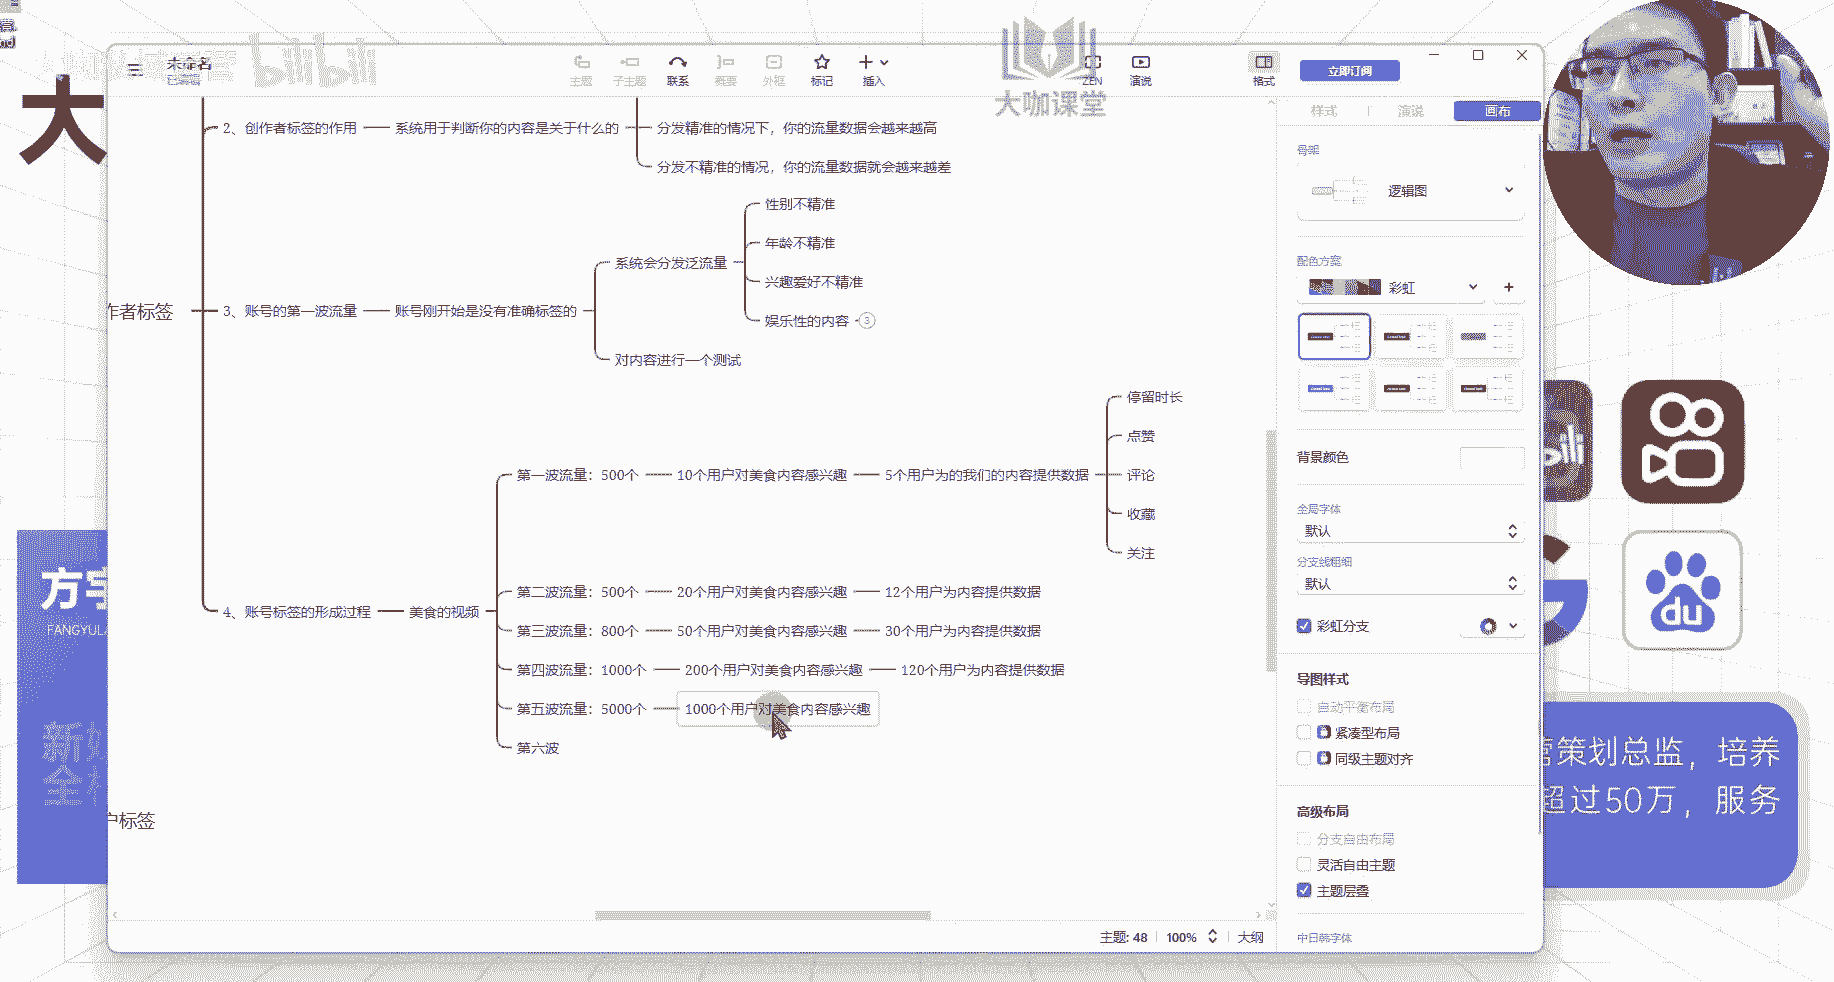 未命名
已编辑
bilibili
主题
子主题
联系
概要
外框
标记
插入
ZEN
演说
格式
立即订阅
大咖课堂
大
样式
演说
画布
骨架
逻辑图
配色方案
彩虹
背景颜色
全局字体
默认
分支线粗细
默认
彩虹分支
导图样式
自动平衡布局
紧凑型布局
同级主题对齐
高级布局
分支自由布局
灵活自由主题
主题层叠
中日韩字体
2、创作者标签的作用
系统用于判断你的内容是关于什么的
分发精准的情况下，你的流量数据会越来越高
分发不精准的情况，你的流量数据就会越来越差
作者标签
3、账号的第一波流量
账号刚开始是没有准确标签的
系统会分发泛流量
性别不精准
年龄不精准
兴趣爱好不精准
娱乐性的内容
3
对内容进行一个测试
4、账号标签的形成过程
美食的视频
第一波流量：500个
10个用户对美食内容感兴趣
5个用户为的我们的内容提供数据
停留时长
点赞
评论
收藏
关注
第二波流量：500个
20个用户对美食内容感兴趣
12个用户为内容提供数据
第三波流量：800个
50个用户对美食内容感兴趣
30个用户为内容提供数据
第四波流量：1000个
200个用户对美食内容感兴趣
120个用户为内容提供数据
第五波流量：5000个
1000个用户对美食内容感兴趣
第六波
户标签
主题: 48
100%
大纲
方宇
FANGYULA
新媒
全
du
营策划总监，培养
超过50万，服务